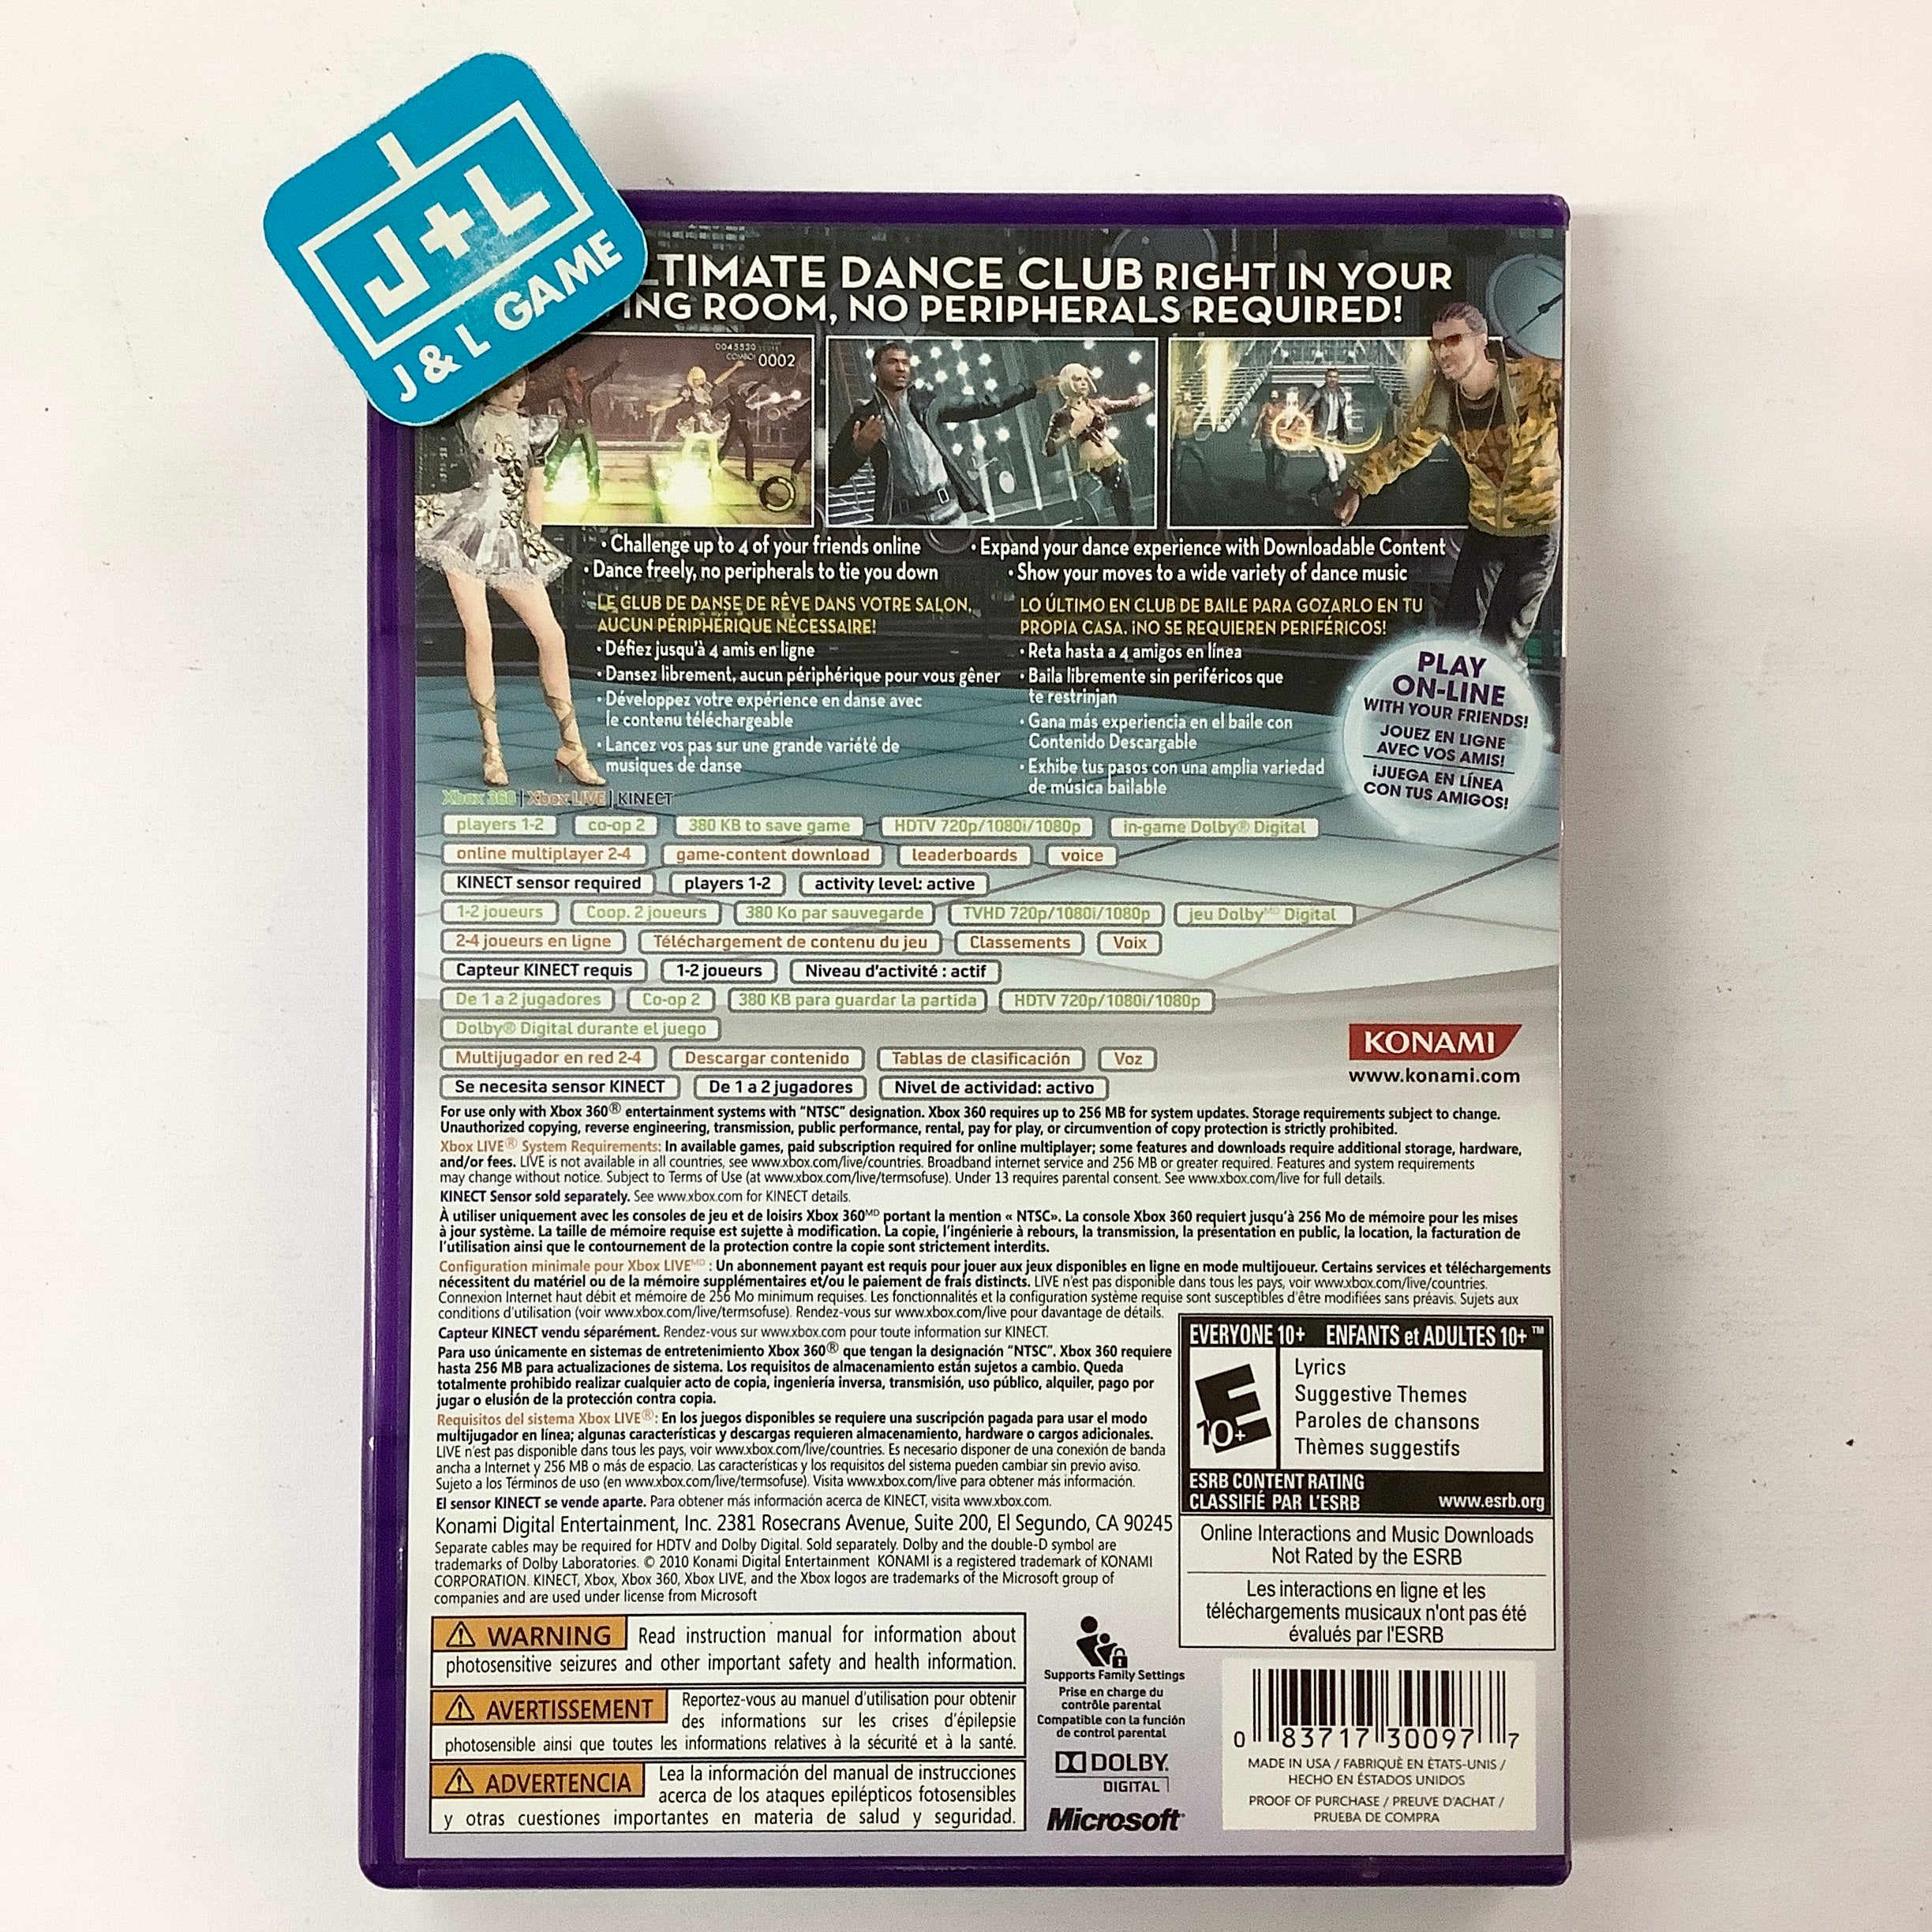 J+L
J & L GAME
LTIMATE DANCE CLUB RIGHT IN YOUR
ING ROOM, NO PERIPHERALS REQUIRED!
0045530
COMBO! 0002
• Challenge up to 4 of your friends online
• Dance freely, no peripherals to tie you down
• Expand your dance experience with Downloadable Content
• Show your moves to a wide variety of dance music
LE CLUB DE DANSE DE RÊVE DANS VOTRE SALON,
AUCUN PÉRIPHÉRIQUE NÉCESSAIRE!
• Défiez jusqu'à 4 amis en ligne
• Dansez librement, aucun périphérique pour vous gêner
• Développez votre expérience en danse avec
le contenu téléchargeable
• Lancez vos pas sur une grande variété de
musiques de danse
LO ÚLTIMO EN CLUB DE BAILE PARA GOZARLO EN TU
PROPIA CASA. ¡NO SE REQUIEREN PERIFÉRICOS!
• Reta hasta a 4 amigos en línea
• Baila libremente sin periféricos que
te restrinjan
• Gana más experiencia en el baile con
Contenido Descargable
• Exhibe tus pasos con una amplia variedad
de música bailable
PLAY
ON-LINE
WITH YOUR FRIENDS!
JOUEZ EN LIGNE
AVEC VOS AMIS!
¡JUEGA EN LÍNEA
CON TUS AMIGOS!
Xbox 360 | Xbox LIVE | KINECT
players 1-2 co-op 2 380 KB to save game HDTV 720p/1080i/1080p in-game Dolby® Digital
online multiplayer 2-4 game-content download leaderboards voice
KINECT sensor required players 1-2 activity level: active
1-2 joueurs Coop. 2 joueurs 380 Ko par sauvegarde TVHD 720p/1080i/1080p jeu Dolby MD Digital
2-4 joueurs en ligne Téléchargement de contenu du jeu Classements Voix
Capteur KINECT requis 1-2 joueurs Niveau d'activité : actif
De 1 a 2 jugadores Co-op 2 380 KB para guardar la partida HDTV 720p/1080i/1080p
Dolby® Digital durante el juego
Multijugador en red 2-4 Descargar contenido Tablas de clasificación Voz
Se necesita sensor KINECT De 1 a 2 jugadores Nivel de actividad: activo
KONAMI
www.konami.com
For use only with Xbox 360® entertainment systems with "NTSC" designation. Xbox 360 requires up to 256 MB for system updates. Storage requirements subject to change.
Unauthorized copying, reverse engineering, transmission, public performance, rental, pay for play, or circumvention of copy protection is strictly prohibited.
Xbox LIVE® System Requirements: In available games, paid subscription required for online multiplayer; some features and downloads require additional storage, hardware,
and/or fees. LIVE is not available in all countries, see www.xbox.com/live/countries. Broadband internet service and 256 MB or greater required. Features and system requirements
may change without notice. Subject to Terms of Use (at www.xbox.com/live/termsofuse). Under 13 requires parental consent. See www.xbox.com/live for full details.
KINECT Sensor sold separately. See www.xbox.com for KINECT details.
À utiliser uniquement avec les consoles de jeu et de loisirs Xbox 360MD portant la mention « NTSC». La console Xbox 360 requiert jusqu'à 256 Mo de mémoire pour les mises
à jour système. La taille de mémoire requise est sujette à modification. La copie, l'ingénierie à rebours, la transmission, la présentation en public, la location, la facturation de
l'utilisation ainsi que le contournement de la protection contre la copie sont strictement interdits.
Configuration minimale pour Xbox LIVEMD : Un abonnement payant est requis pour jouer aux jeux disponibles en ligne en mode multijoueur. Certains services et téléchargements
nécessitent du matériel ou de la mémoire supplémentaires et/ou le paiement de frais distincts. LIVE n'est pas disponible dans tous les pays, voir www.xbox.com/live/countries.
Connexion Internet haut débit et mémoire de 256 Mo minimum requises. Les fonctionnalités et la configuration système requise sont susceptibles d'être modifiées sans préavis. Sujets aux
conditions d'utilisation (voir www.xbox.com/live/termsofuse). Rendez-vous sur www.xbox.com/live pour davantage de détails.
Capteur KINECT vendu séparément. Rendez-vous sur www.xbox.com pour toute information sur KINECT.
Para uso únicamente en sistemas de entretenimiento Xbox 360® que tengan la designación "NTSC". Xbox 360 requiere
hasta 256 MB para actualizaciones de sistema. Los requisitos de almacenamiento están sujetos a cambio. Queda
totalmente prohibido realizar cualquier acto de copia, ingeniería inversa, transmisión, uso público, alquiler, pago por
jugar o elusión de la protección contra copia.
Requisitos del sistema Xbox LIVE®: En los juegos disponibles se requiere una suscripción pagada para usar el modo
multijugador en línea; algunas características y descargas requieren almacenamiento, hardware o cargos adicionales.
LIVE n'est pas disponible dans tous les pays, voir www.xbox.com/live/countries. Es necesario disponer de una conexión de banda
ancha a Internet y 256 MB o más de espacio. Las características y los requisitos del sistema pueden cambiar sin previo aviso.
Sujeto a los Términos de uso (en www.xbox.com/live/termsofuse). Visita www.xbox.com/live para obtener más información.
El sensor KINECT se vende aparte. Para obtener más información acerca de KINECT, visita www.xbox.com.
Konami Digital Entertainment, Inc. 2381 Rosecrans Avenue, Suite 200, El Segundo, CA 90245
Separate cables may be required for HDTV and Dolby Digital. Sold separately. Dolby and the double-D symbol are
trademarks of Dolby Laboratories. © 2010 Konami Digital Entertainment KONAMI is a registered trademark of KONAMI
CORPORATION. KINECT, Xbox, Xbox 360, Xbox LIVE, and the Xbox logos are trademarks of the Microsoft group of
companies and are used under license from Microsoft
EVERYONE 10+ ENFANTS et ADULTES 10+ ™
E
10+
Lyrics
Suggestive Themes
Paroles de chansons
Thèmes suggestifs
ESRB CONTENT RATING
CLASSIFIÉ PAR L'ESRB www.esrb.org
Online Interactions and Music Downloads
Not Rated by the ESRB
Les interactions en ligne et les
téléchargements musicaux n'ont pas été
évalués par l'ESRB
WARNING Read instruction manual for information about
photosensitive seizures and other important safety and health information.
AVERTISSEMENT Reportez-vous au manuel d'utilisation pour obtenir
des informations sur les crises d'épilepsie
photosensible ainsi que toutes les informations relatives à la sécurité et à la santé.
ADVERTENCIA Lea la información del manual de instrucciones
acerca de los ataques epilépticos fotosensibles
y otras cuestiones importantes en materia de salud y seguridad.
Supports Family Settings
Prise en charge du
contrôle parental
Compatible con la función
de control parental
DOLBY.
DIGITAL
Microsoft
0 83717 30097 7
MADE IN USA / FABRIQUÉ EN ÉTATS-UNIS /
HECHO EN ÉSTADOS UNIDOS
PROOF OF PURCHASE / PREUVE D'ACHAT /
PRUEBA DE COMPRA